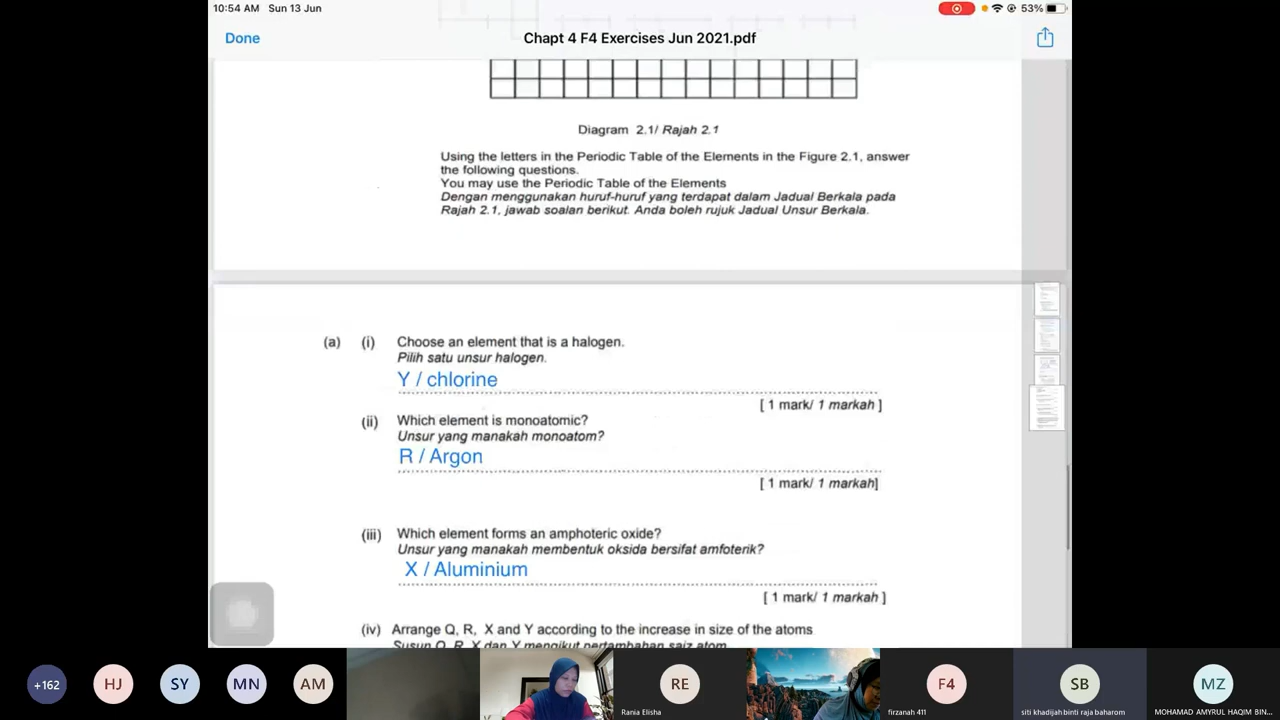 10:54 AM Sun 13 Jun
53%
Done
Chapt 4 F4 Exercises Jun 2021.pdf
Diagram 2.1/ Rajah 2.1
Using the letters in the Periodic Table of the Elements in the Figure 2.1, answer
the following questions.
You may use the Periodic Table of the Elements
Dengan menggunakan huruf-huruf yang terdapat dalam Jadual Berkala pada
Rajah 2.1, jawab soalan berikut. Anda boleh rujuk Jadual Unsur Berkala.
(a) (i) Choose an element that is a halogen.
Pilih satu unsur halogen.
Y / chlorine
[ 1 mark/ 1 markah ]
(ii) Which element is monoatomic?
Unsur yang manakah monoatom?
R / Argon
[ 1 mark/ 1 markah]
(iii) Which element forms an amphoteric oxide?
Unsur yang manakah membentuk oksida bersifat amfoterik?
X / Aluminium
[ 1 mark/ 1 markah ]
(iv) Arrange Q, R, X and Y according to the increase in size of the atoms
Susun Q, R, X dan Y mengikut pertambahan saiz atom
+162
HJ
SY
MN
AM
RE
Rania Elisha
F4
firzanah 411
SB
siti khadijah binti raja baharom
MZ
MOHAMAD AMYRUL HAQIM BIN...